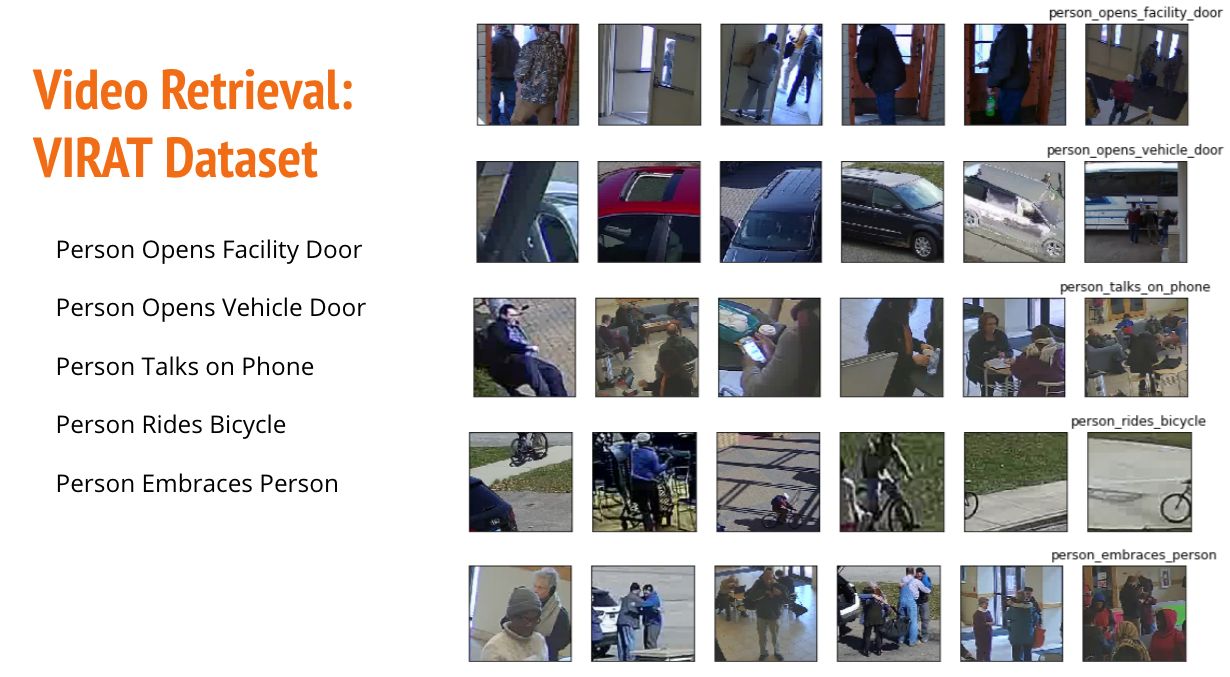 Video Retrieval:
VIRAT Dataset
Person Opens Facility Door
Person Opens Vehicle Door
Person Talks on Phone
Person Rides Bicycle
Person Embraces Person
person_opens_facility_door
person_opens_vehicle_door
person_talks_on_phone
person_rides_bicycle
person_embraces_person